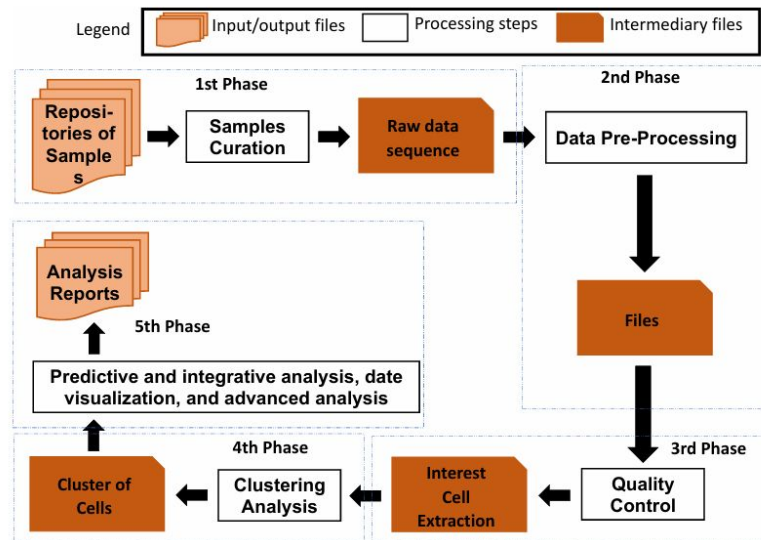 Legend
Input/output files
Processing steps
Intermediary files
1st Phase
2nd Phase
Reposi-
tories of
Sample
s
Samples
Curation
Raw data
sequence
Data Pre-Processing
Files
Analysis
Reports
5th Phase
Predictive and integrative analysis, date
visualization, and advanced analysis
4th Phase
3rd Phase
Cluster of
Cells
Clustering
Analysis
Interest
Cell
Extraction
Quality
Control